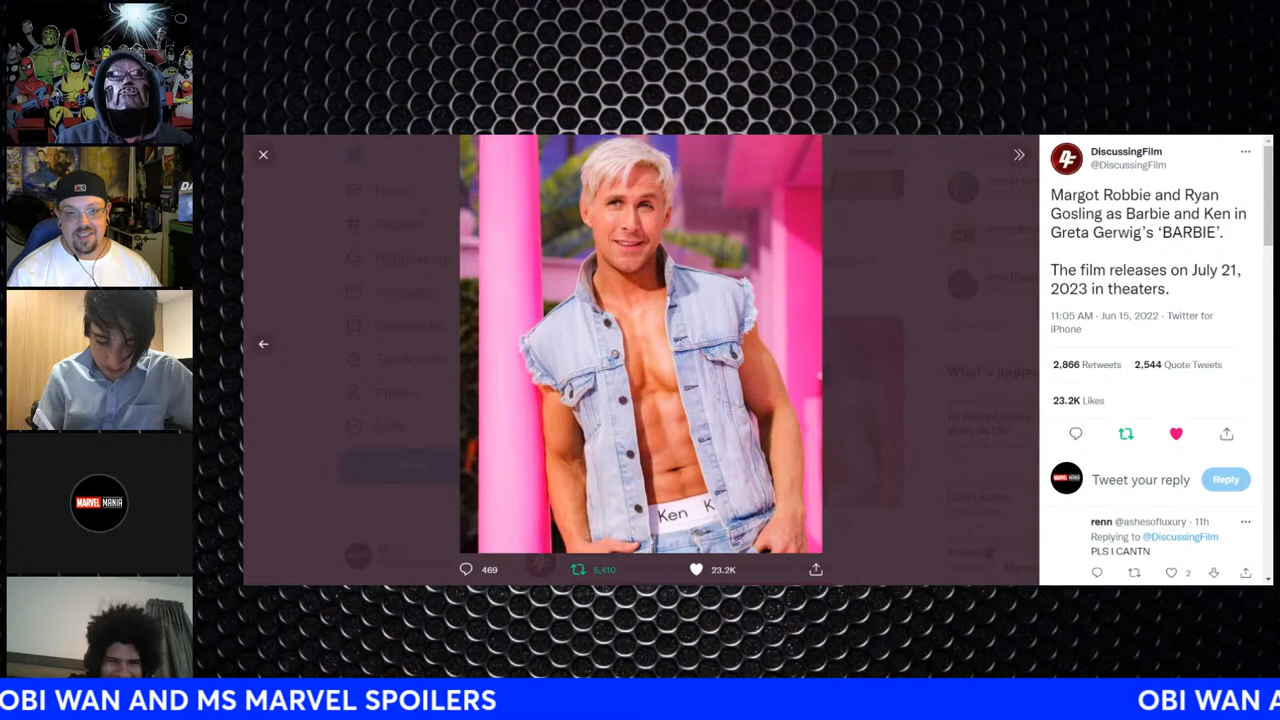 MARVEL MANIA
Ken K
469
5,410
23.2K
DiscussingFilm
@DiscussingFilm
Margot Robbie and Ryan
Gosling as Barbie and Ken in
Greta Gerwig's ‘BARBIE’.
The film releases on July 21,
2023 in theaters.
11:05 AM · Jun 15, 2022 · Twitter for
iPhone
2,866 Retweets 2,544 Quote Tweets
23.2K Likes
Tweet your reply
Reply
renn @ashesofluxury · 11h
Replying to @DiscussingFilm
PLS I CANTN
2
OBI WAN AND MS MARVEL SPOILERS
OBI WAN A